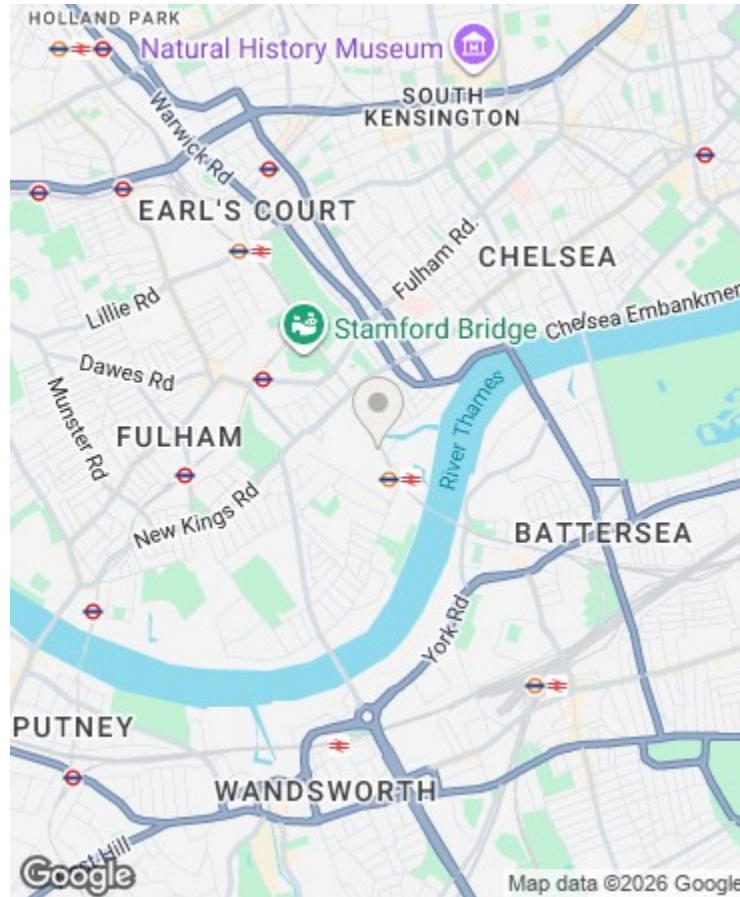 HOLLAND PARK
Natural History Museum
SOUTH
KENSINGTON
Warwick Rd
EARL'S COURT
Fulham Rd.
CHELSEA
Lillie Rd
Chelsea Embankmen
Stamford Bridge
Dawes Rd
Munster Rd
FULHAM
River Thames
New Kings Rd
BATTERSEA
York Rd
PUTNEY
WANDSWORTH
st Hill
Google
Map data ©2026 Google